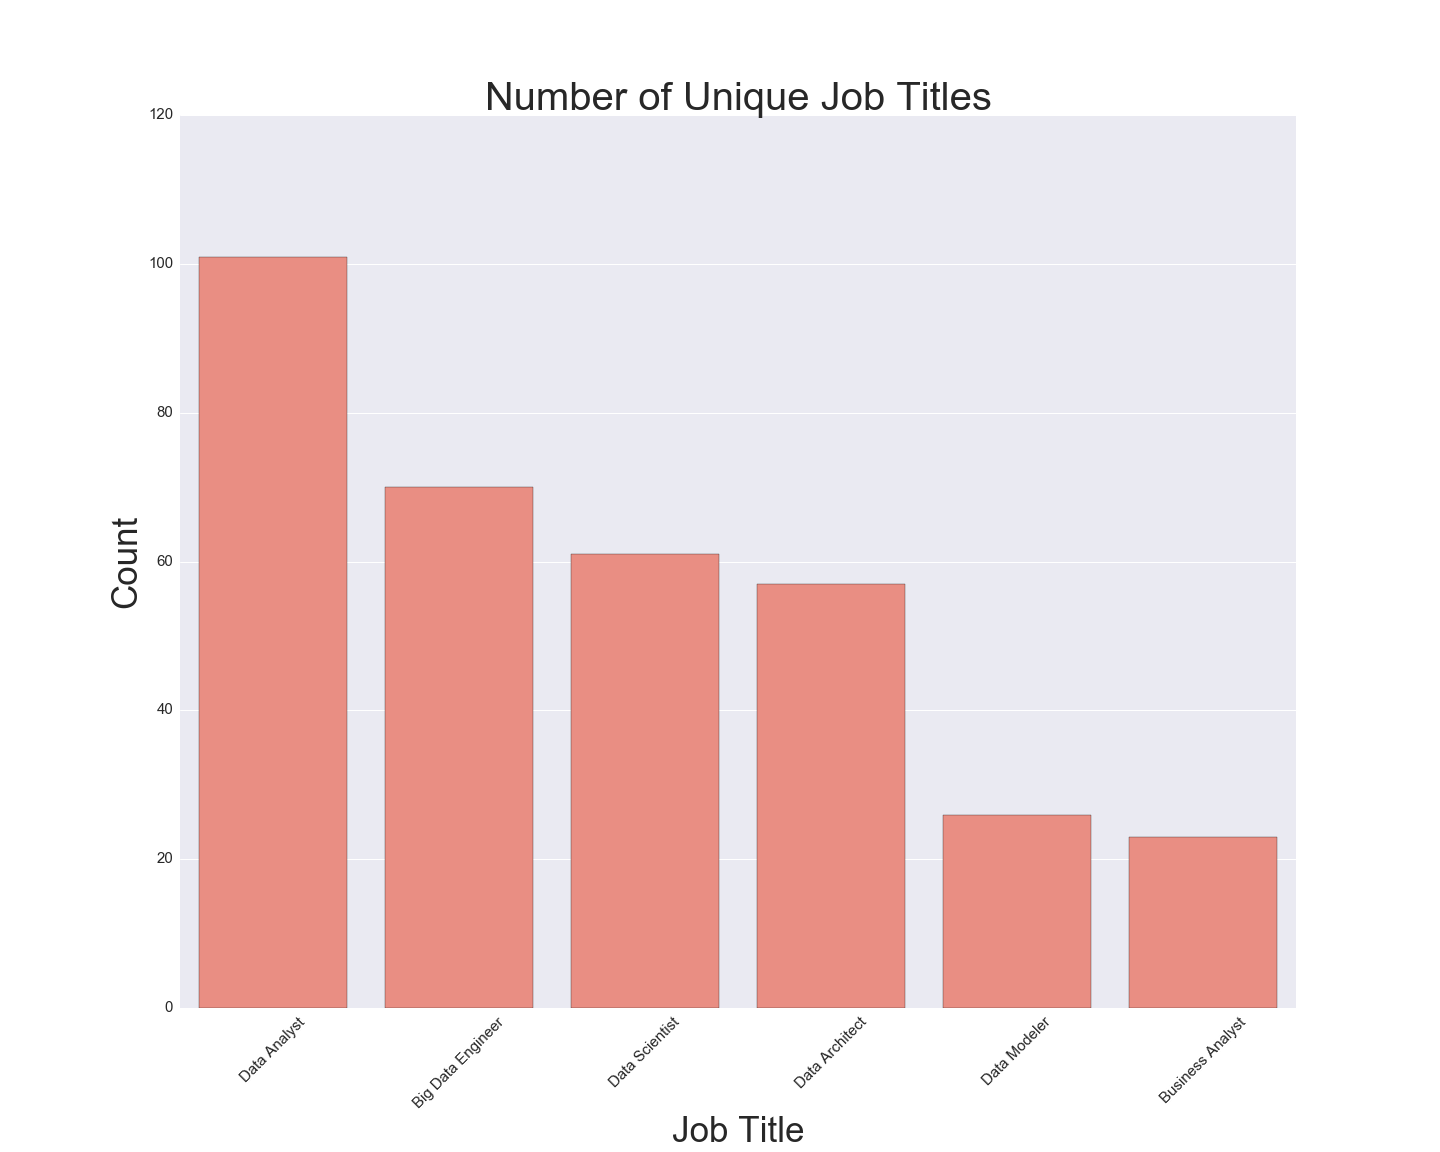 Number of Unique Job Titles
120
100
80
60
40
20
0
Count
Data Analyst
Big Data Engineer
Data Scientist
Data Architect
Data Modeler
Business Analyst
Job Title